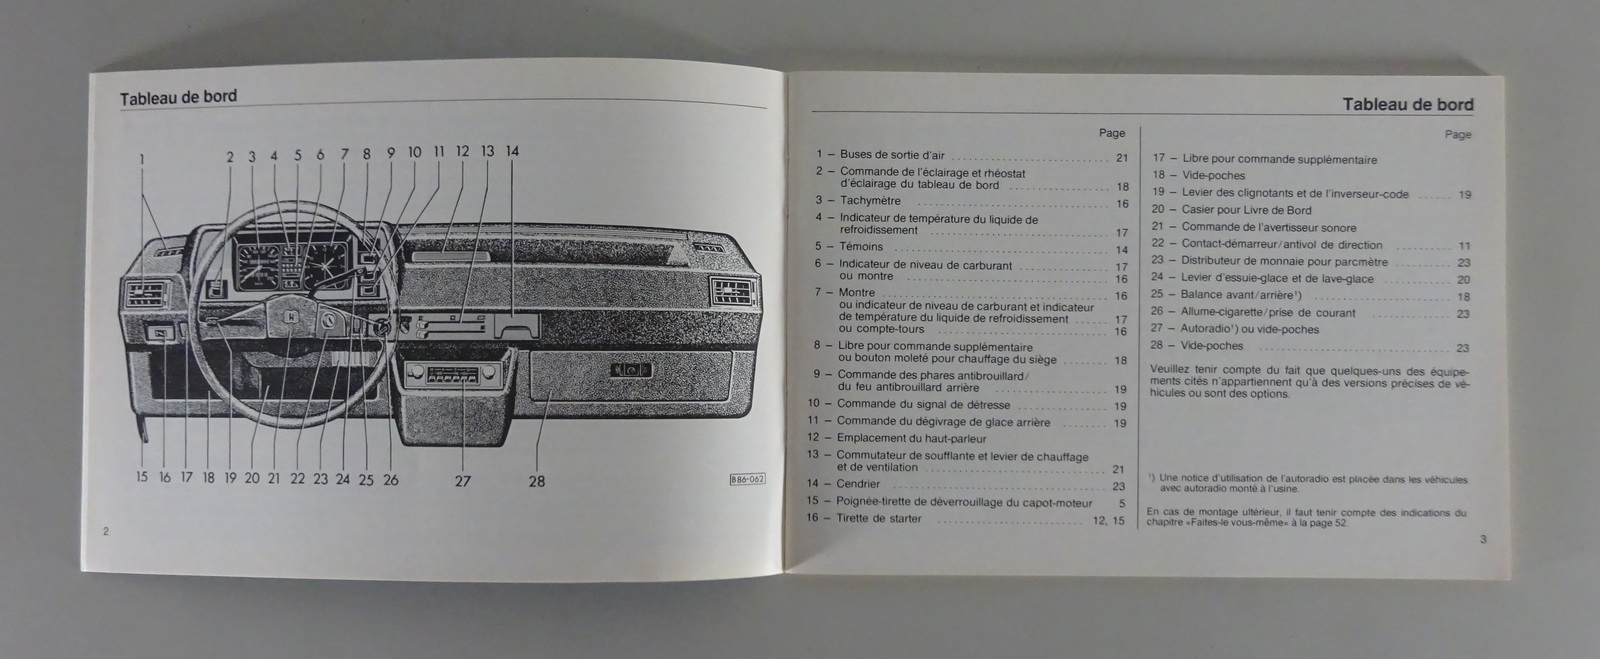 Tableau de bord
1 2 3 4 5 6 7 8 9 10 11 12 13 14
15 16 17 18 19 20 21 22 23 24 25 26 27 28
B86-062
2
Tableau de bord
Page
1 – Buses de sortie d'air 21
2 – Commande de l'éclairage et rhéostat
d'éclairage du tableau de bord 18
3 – Tachymètre 16
4 – Indicateur de température du liquide de
refroidissement 17
5 – Témoins 14
6 – Indicateur de niveau de carburant 17
ou montre 16
7 – Montre 16
ou indicateur de niveau de carburant et indicateur
de température du liquide de refroidissement 17
ou compte-tours 16
8 – Libre pour commande supplémentaire
ou bouton moleté pour chauffage du siège 18
9 – Commande des phares antibrouillard/
du feu antibrouillard arrière 19
10 – Commande du signal de détresse 19
11 – Commande du dégivrage de glace arrière 19
12 – Emplacement du haut-parleur
13 – Commutateur de soufflante et levier de chauffage
et de ventilation 21
14 – Cendrier 23
15 – Poignée-tirette de déverrouillage du capot-moteur 5
16 – Tirette de starter 12, 15
Page
17 – Libre pour commande supplémentaire
18 – Vide-poches
19 – Levier des clignotants et de l'inverseur-code 19
20 – Casier pour Livre de Bord
21 – Commande de l'avertisseur sonore
22 – Contact-démarreur/antivol de direction 11
23 – Distributeur de monnaie pour parcmètre 23
24 – Levier d'essuie-glace et de lave-glace 20
25 – Balance avant/arrière¹) 18
26 – Allume-cigarette/prise de courant 23
27 – Autoradio¹) ou vide-poches
28 – Vide-poches 23
Veuillez tenir compte du fait que quelques-uns des équipe-
ments cités n'appartiennent qu'à des versions précises de vé-
hicules ou sont des options.
¹) Une notice d'utilisation de l'autoradio est placée dans les véhicules
avec autoradio monté à l'usine.
En cas de montage ultérieur, il faut tenir compte des indications du
chapitre «Faites-le vous-même» à la page 52.
3